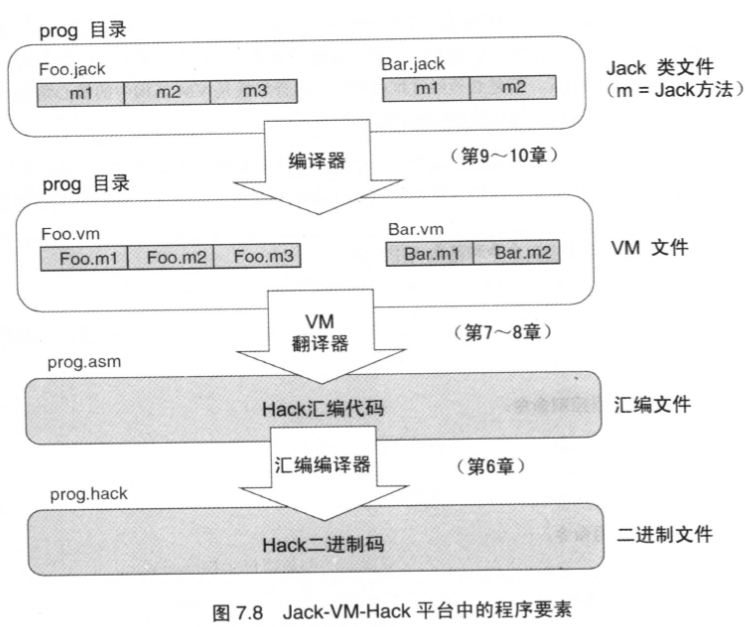 prog 目录
Foo.jack
Bar.jack
m1 m2 m3
m1 m2
Jack 类文件
（m = Jack方法）
编译器
（第9～10章）
prog 目录
Foo.vm
Bar.vm
Foo.m1 Foo.m2 Foo.m3
Bar.m1 Bar.m2
VM 文件
VM
翻译器
（第7～8章）
prog.asm
Hack汇编代码
汇编文件
汇编编译器
（第6章）
prog.hack
Hack二进制码
二进制文件
图 7.8 Jack-VM-Hack 平台中的程序要素